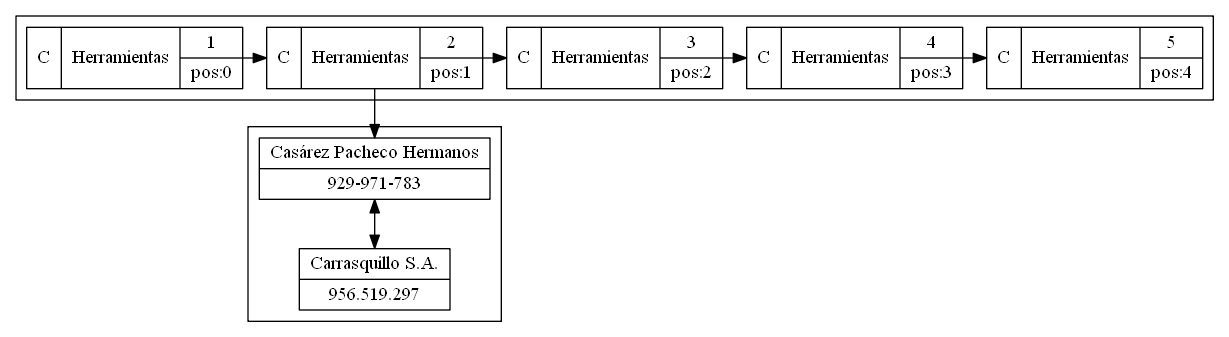 C Herramientas 1 pos:0
C Herramientas 2 pos:1
C Herramientas 3 pos:2
C Herramientas 4 pos:3
C Herramientas 5 pos:4
Casárez Pacheco Hermanos
929-971-783
Carrasquillo S.A.
956.519.297